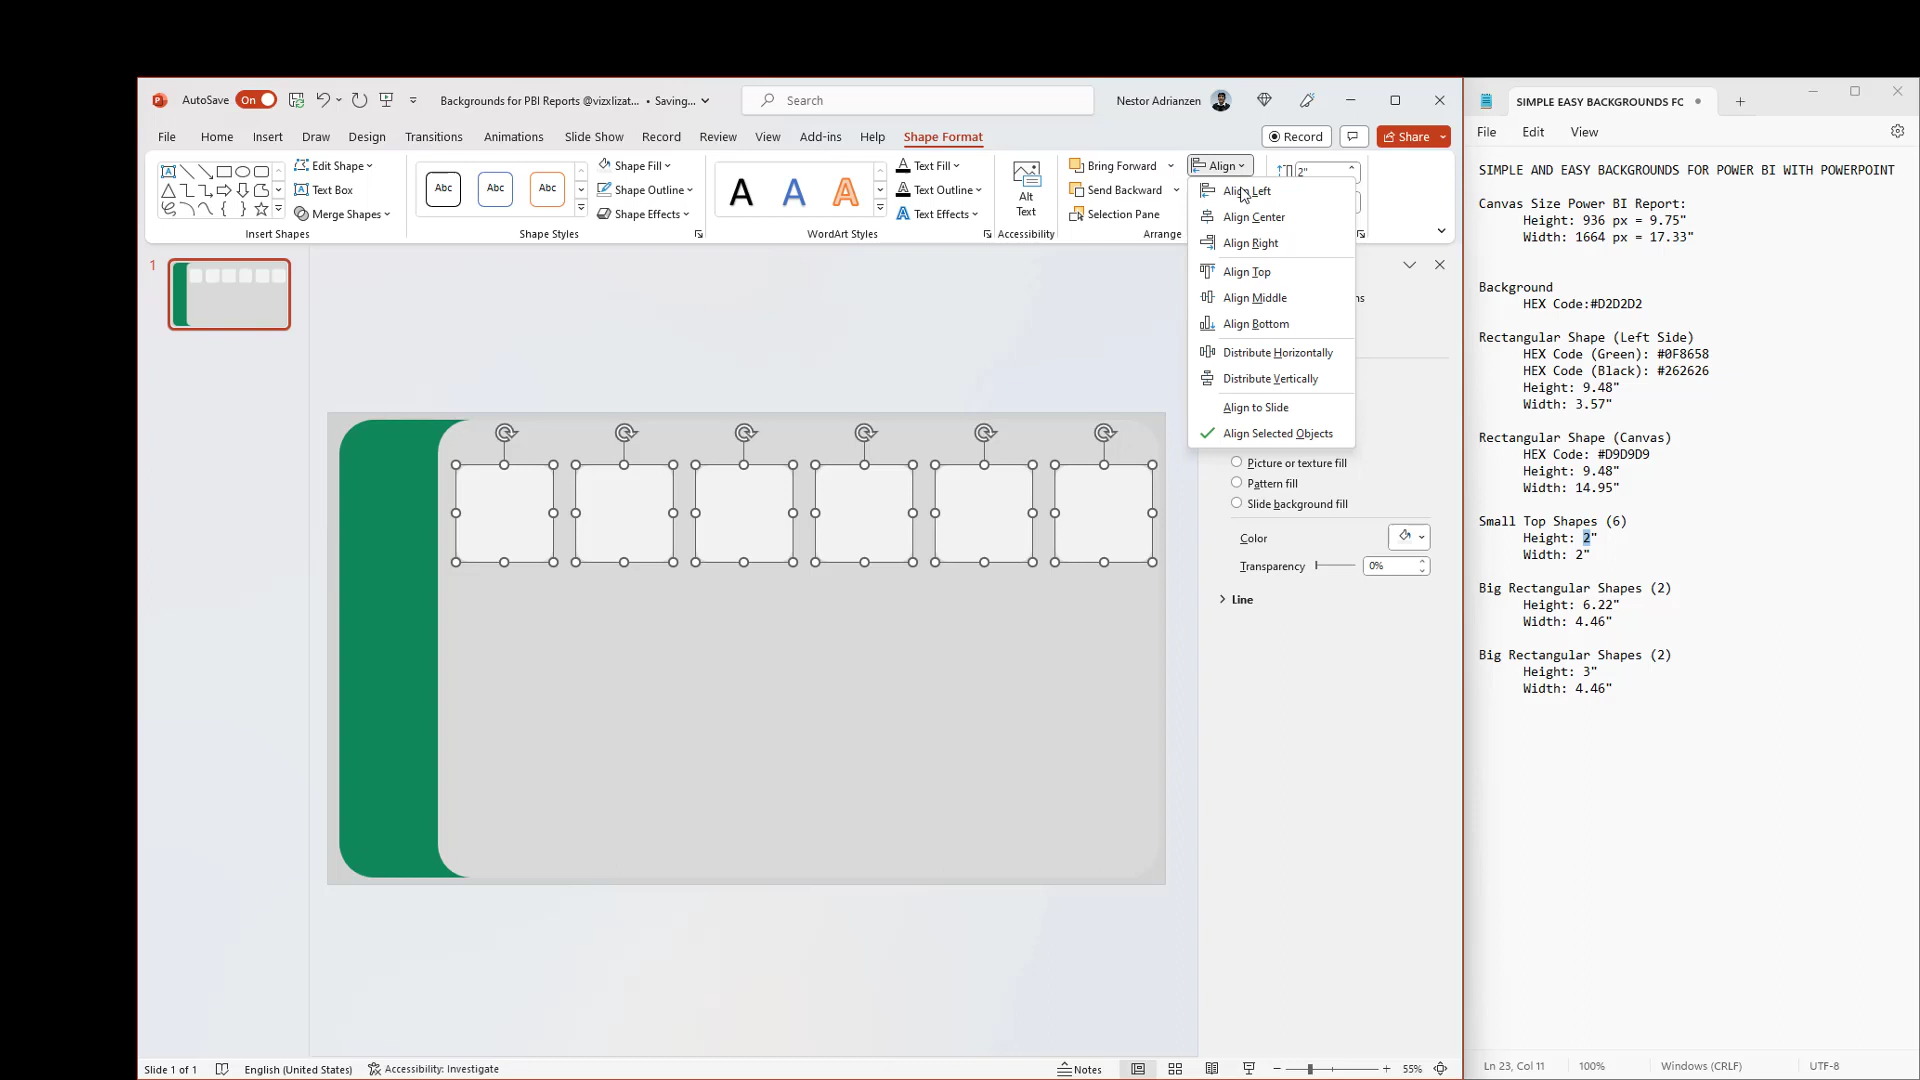 AutoSave On
Backgrounds for PBI Reports @vizxlizat... • Saving...
Search
Nestor Adrianzen
File Home Insert Draw Design Transitions Animations Slide Show Record Review View Add-ins Help Shape Format
Record
Share
Edit Shape
Text Box
Merge Shapes
Insert Shapes
Abc Abc Abc
Shape Fill
Shape Outline
Shape Effects
Shape Styles
A A A
Text Fill
Text Outline
Text Effects
WordArt Styles
Alt
Text
Accessibility
Bring Forward
Send Backward
Selection Pane
Arrange
Align
2"
Align Left
Align Center
Align Right
Align Top
Align Middle
Align Bottom
Distribute Horizontally
Distribute Vertically
Align to Slide
Align Selected Objects
1
Picture or texture fill
Pattern fill
Slide background fill
Color
Transparency 0%
Line
Slide 1 of 1 English (United States) Accessibility: Investigate Notes 55%
SIMPLE EASY BACKGROUNDS FC
File Edit View
SIMPLE AND EASY BACKGROUNDS FOR POWER BI WITH POWERPOINT
Canvas Size Power BI Report:
Height: 936 px = 9.75"
Width: 1664 px = 17.33"
Background
HEX Code:#D2D2D2
Rectangular Shape (Left Side)
HEX Code (Green): #0F8658
HEX Code (Black): #262626
Height: 9.48"
Width: 3.57"
Rectangular Shape (Canvas)
HEX Code: #D9D9D9
Height: 9.48"
Width: 14.95"
Small Top Shapes (6)
Height: 2"
Width: 2"
Big Rectangular Shapes (2)
Height: 6.22"
Width: 4.46"
Big Rectangular Shapes (2)
Height: 3"
Width: 4.46"
Ln 23, Col 11 100% Windows (CRLF) UTF-8